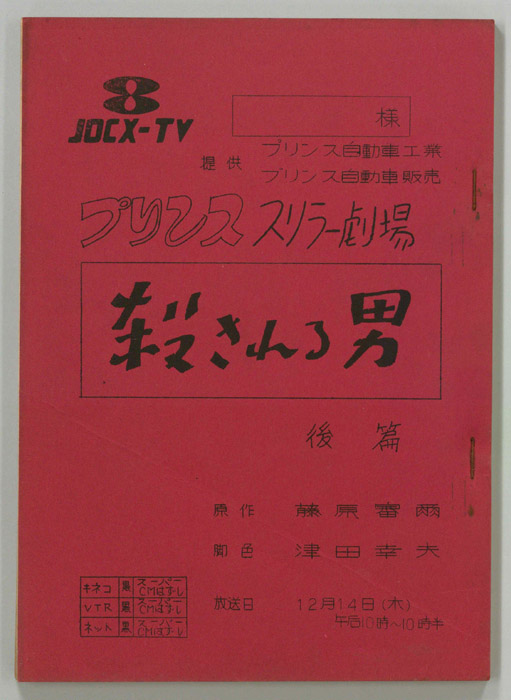 8
JOCX-TV
様
提供 プリンス自動車工業
プリンス自動車販売
プリンス スリラー劇場
殺される男
後篇
原作 藤原審爾
脚色 津田幸夫
放送日 12月14日(木)
午后10時〜10時半
キネコ 黒 スーパー CMはずし
VTR 黒 スーパー CMはずし
ネット 黒 スーパー CMはずし